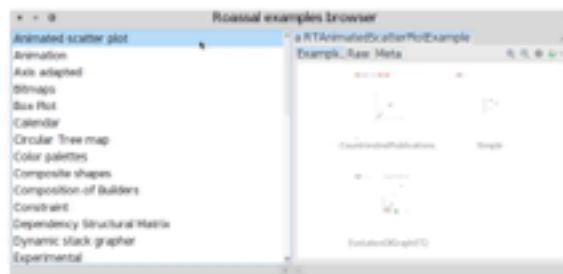 Roassal examples browser
Animated scatter plot
Animation
Axis adapted
Bitmaps
Box Plot
Calendar
Circular Tree map
Color palettes
Composite shapes
Composition of Builders
Constraint
Dependency Structural Matrix
Dynamic stack grapher
Experimental
a RTAnimatedScatterPlotExample
Exampl.. Raw Meta
Simple